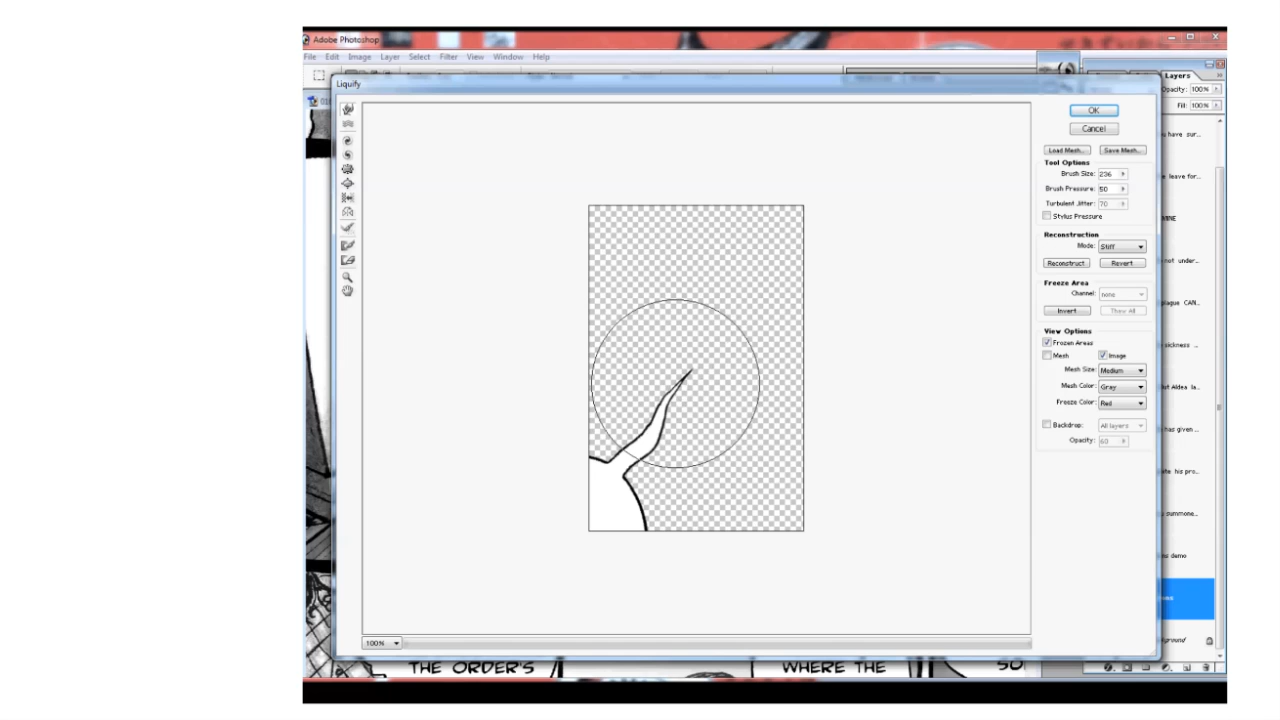 Adobe Photoshop
File Edit Image Layer Select Filter View Window Help
Layers
Opacity: 100%
Fill: 100%
Liquify
OK
Cancel
Load Mesh... Save Mesh...
Tool Options
Brush Size: 236
Brush Pressure: 50
Turbulent Jitter: 70
Stylus Pressure
Reconstruction
Mode: Stiff
Reconstruct Revert
Freeze Area
Channel: none
Invert Thaw All
View Options
Frozen Areas
Mesh Image
Mesh Size: Medium
Mesh Color: Gray
Freeze Color: Red
Backdrop: All layers
Opacity: 60
have sur...
leave for...
MINE
not under...
plague CAN...
sickness ...
Aldea la...
has given ...
his pro...
summone...
demo
100%
THE ORDER'S
WHERE THE